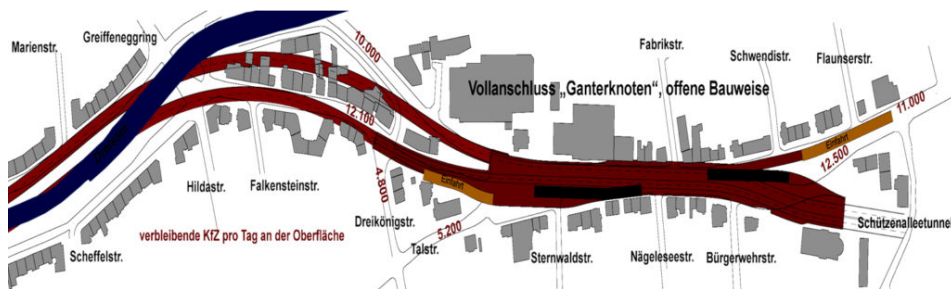 Marienstr.
Greiffeneggring
10.000
Fabrikstr.
Schwendistr.
Flaunserstr.
Vollanschluss „Ganterknoten“, offene Bauweise
11.000
12.100
Einfahrt
12.500
4.800
Einfahrt
Hildastr.
Falkensteinstr.
Dreikönigstr.
Schützenalleetunnel
verbleibende KfZ pro Tag an der Oberfläche
5.200
Scheffelstr.
Talstr.
Sternwaldstr.
Nägeleseestr.
Bürgerwehrstr.